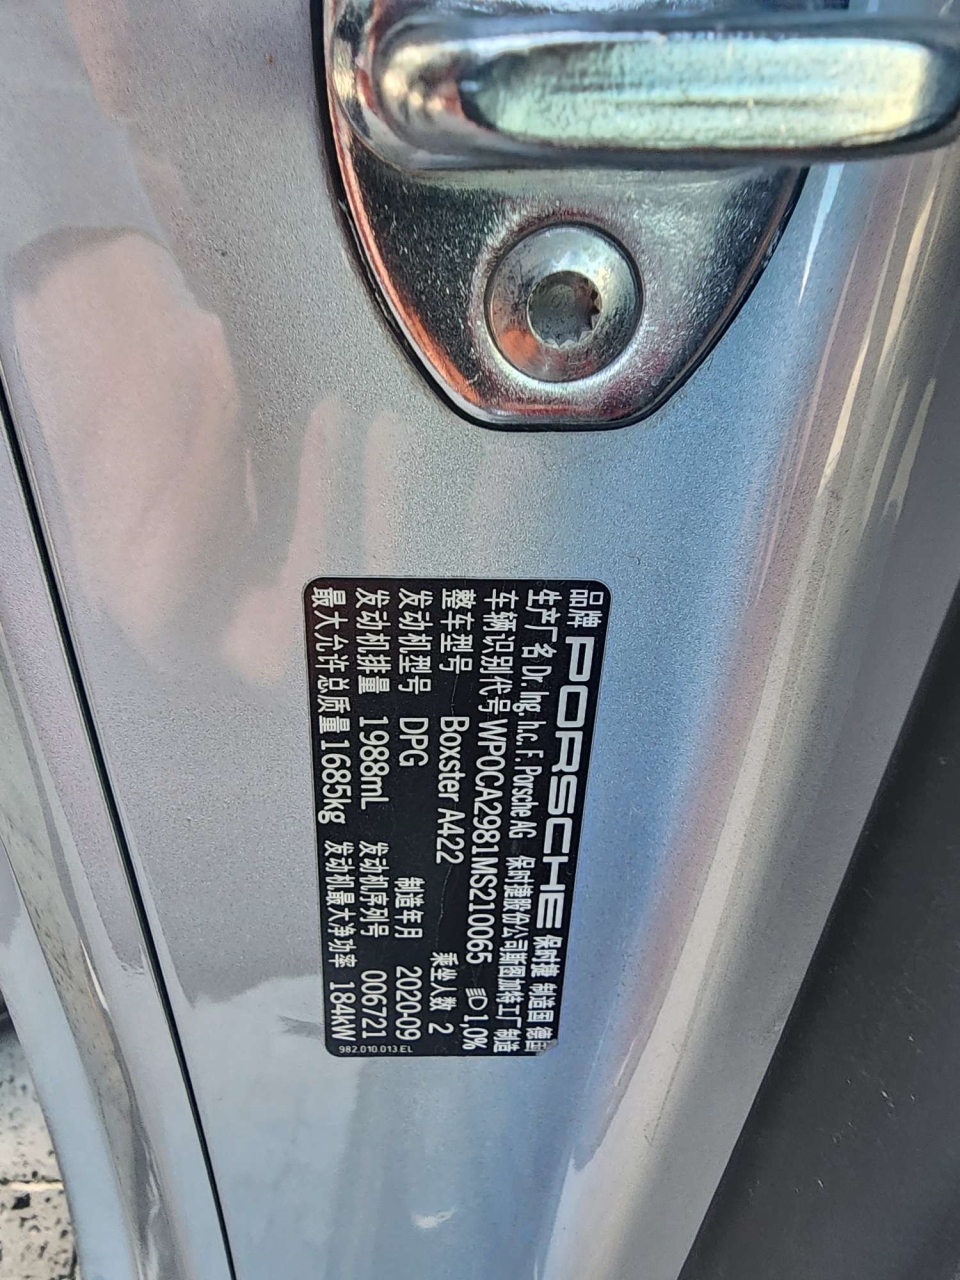 品牌 PORSCHE 保时捷 制造国 德国
生产厂名 Dr. Ing. h.c. F. Porsche AG 保时捷股份公司斯图加特工厂制造
车辆识别代号 WP0CA2981MS210065 1,0%
整车型号 Boxster A422 乘坐人数 2
发动机型号 DPG 制造年月 2020-09
发动机排量 1988mL 发动机序列号 006721
最大允许总质量 1685kg 发动机最大净功率 184kW
982.010.013.EL